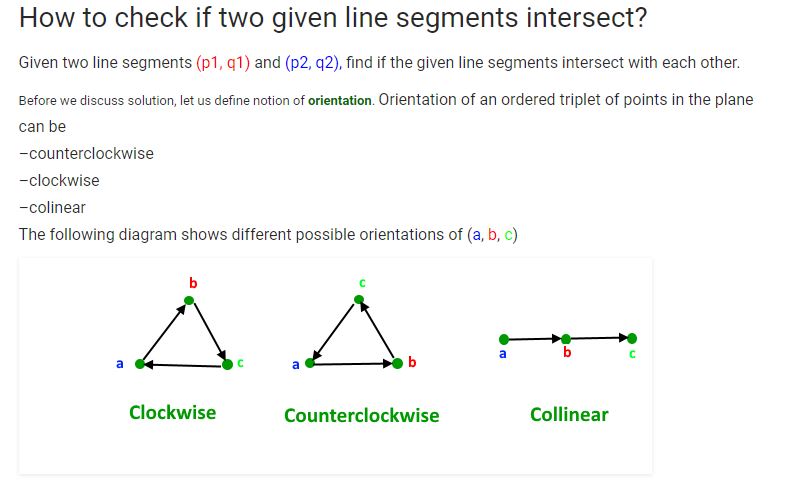 How to check if two given line segments intersect?
Given two line segments (p1, q1) and (p2, q2), find if the given line segments intersect with each other.
Before we discuss solution, let us define notion of orientation. Orientation of an ordered triplet of points in the plane
can be
–counterclockwise
–clockwise
–colinear
The following diagram shows different possible orientations of (a, b, c)
b
a
c
Clockwise
c
a
b
Counterclockwise
a
b
c
Collinear